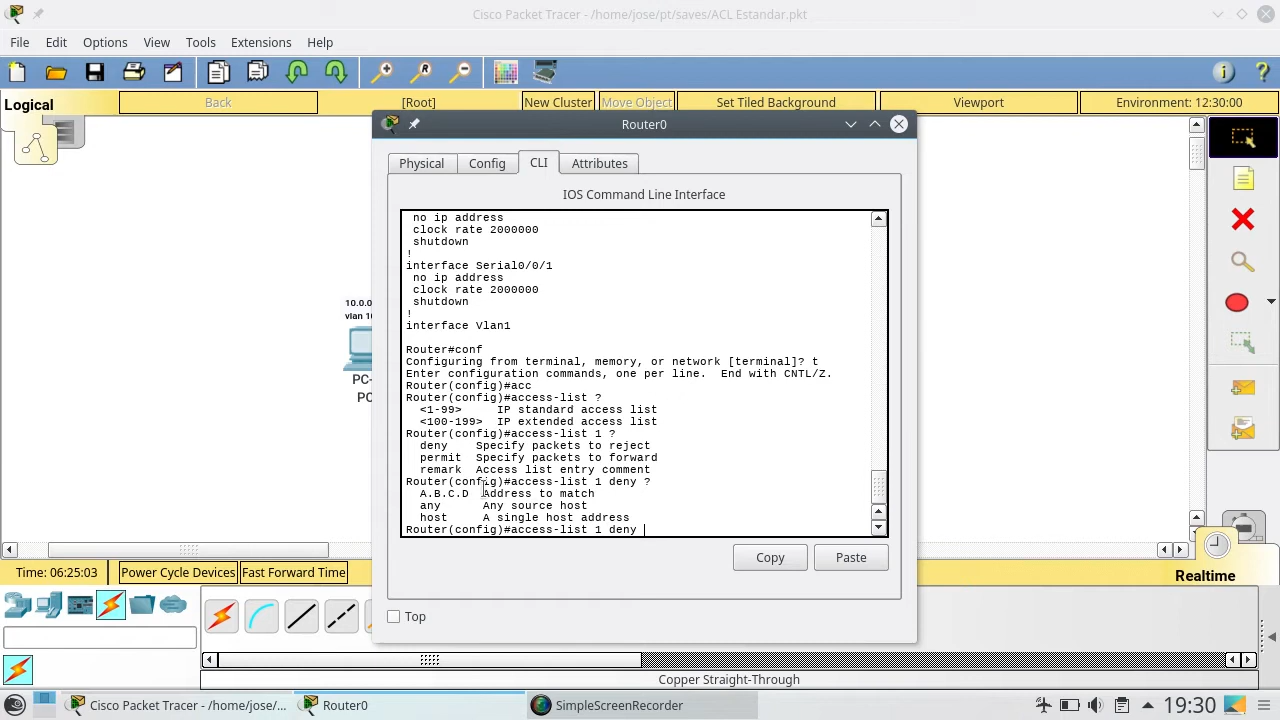 Cisco Packet Tracer - /home/jose/pt/saves/ACL Estandar.pkt
File Edit Options View Tools Extensions Help
Logical Back [Root] New Cluster Move Object Set Tiled Background Viewport Environment: 12:30:00
Router0
Physical Config CLI Attributes
IOS Command Line Interface
no ip address
clock rate 2000000
shutdown
!
interface Serial0/0/1
no ip address
clock rate 2000000
shutdown
!
interface Vlan1
Router#conf
Configuring from terminal, memory, or network [terminal]? t
Enter configuration commands, one per line.  End with CNTL/Z.
Router(config)#acc
Router(config)#access-list ?
<1-99>     IP standard access list
<100-199>  IP extended access list
Router(config)#access-list 1 ?
deny    Specify packets to reject
permit  Specify packets to forward
remark  Access list entry comment
Router(config)#access-list 1 deny ?
A.B.C.D  Address to match
any      Any source host
host     A single host address
Router(config)#access-list 1 deny
10.0.0
vlan 10
PC-
PC
Copy Paste
Top
Time: 06:25:03 Power Cycle Devices Fast Forward Time
Realtime
Copper Straight-Through
Cisco Packet Tracer - /home/jose/... Router0 SimpleScreenRecorder 19:30